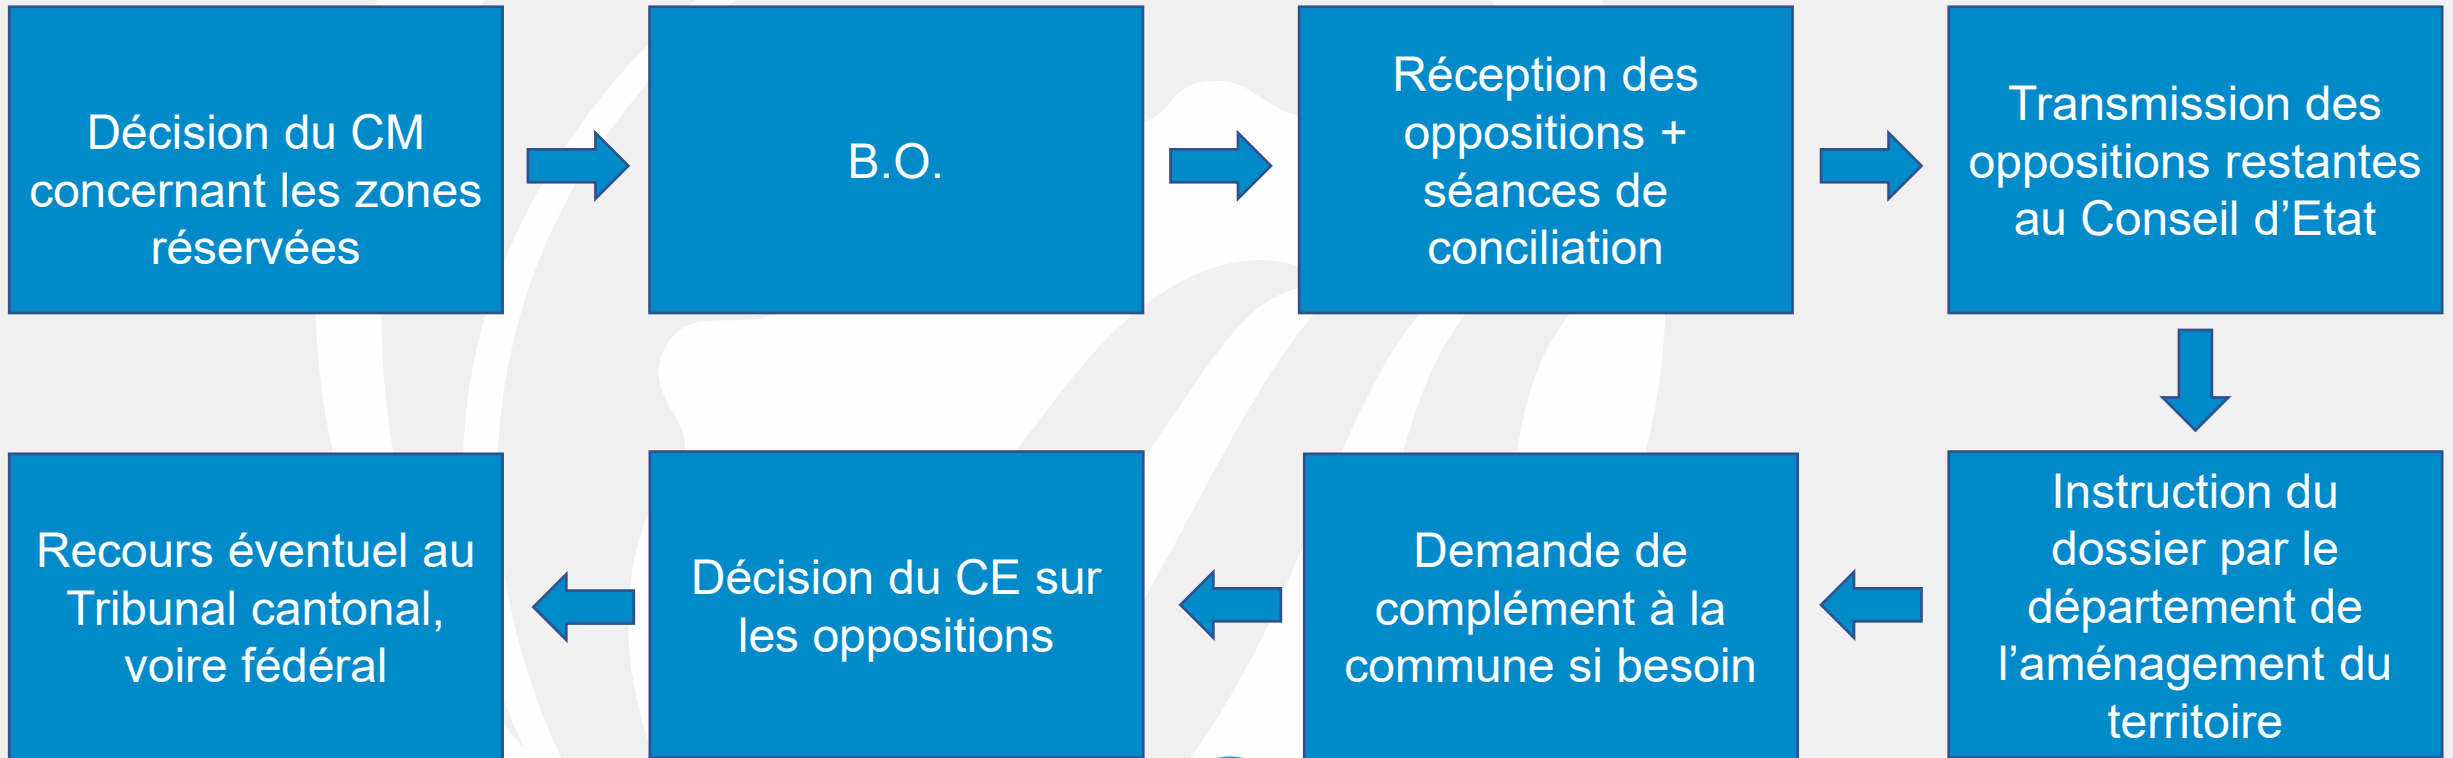 Décision du CM
concernant les zones
réservées
B.O.
Réception des
oppositions +
séances de
conciliation
Transmission des
oppositions restantes
au Conseil d’Etat
Instruction du
dossier par le
département de
l’aménagement du
territoire
Demande de
complément à la
commune si besoin
Décision du CE sur
les oppositions
Recours éventuel au
Tribunal cantonal,
voire fédéral